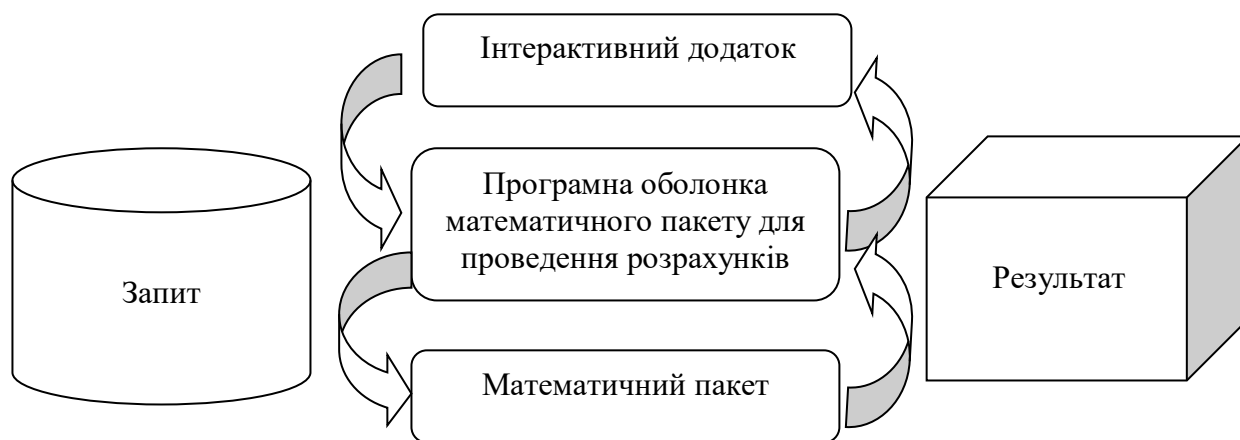 Інтерактивний додаток
Програмна оболонка
математичного пакету для
проведення розрахунків
Запит
Результат
Математичний пакет